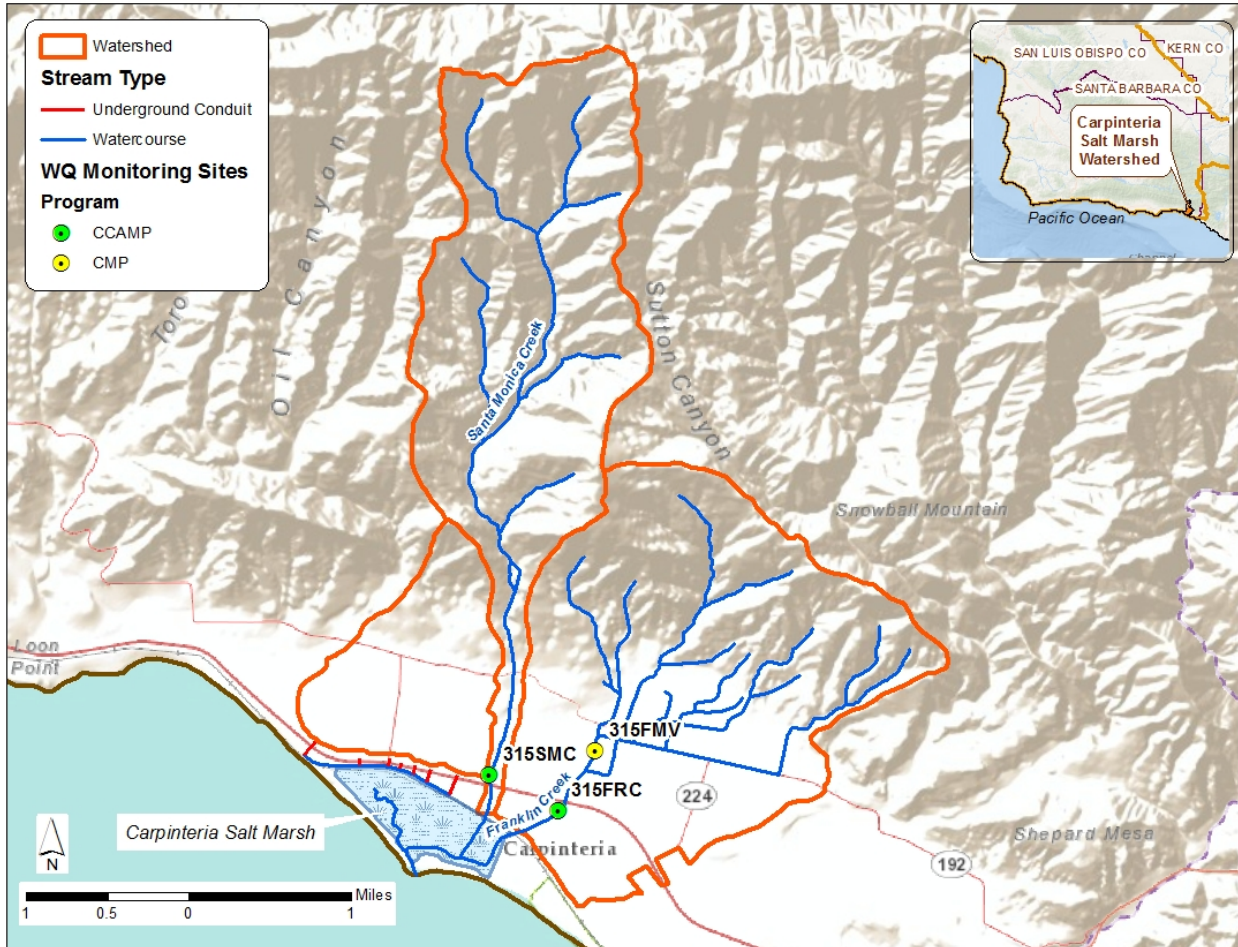 Watershed
Stream Type
Underground Conduit
Watercourse
WQ Monitoring Sites
Program
CCAMP
CMP
SAN LUIS OBISPO CO
KERN CO
SANTA BARBARA CO
Carpinteria
Salt Marsh
Watershed
Pacific Ocean
Channel
Toro
Oil Canyon
Sutton Canyon
Santa Monica Creek
Snowball Mountain
Loon
Point
315FMV
315SMC
315FRC
Franklin Creek
224
Carpinteria Salt Marsh
Carpinteria
Shepard Mesa
192
N
Miles
1 0.5 0 1